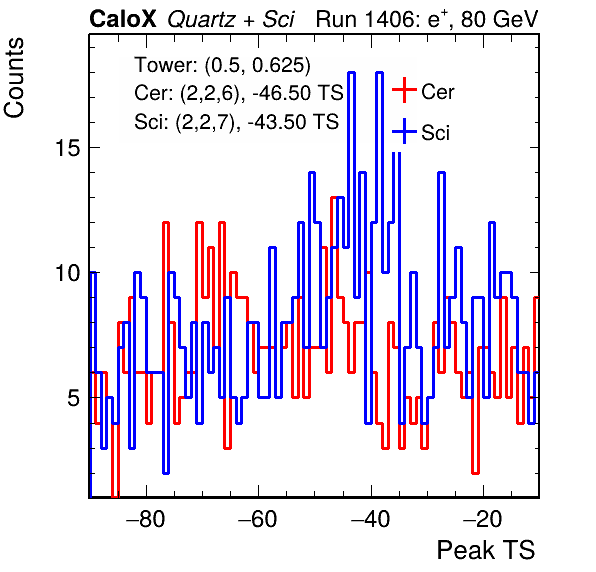 CaloX Quartz + Sci Run 1406: e+, 80 GeV
Counts
Tower: (0.5, 0.625)
Cer: (2,2,6), -46.50 TS
Sci: (2,2,7), -43.50 TS
Cer
Sci
15
10
5
−80 −60 −40 −20
Peak TS